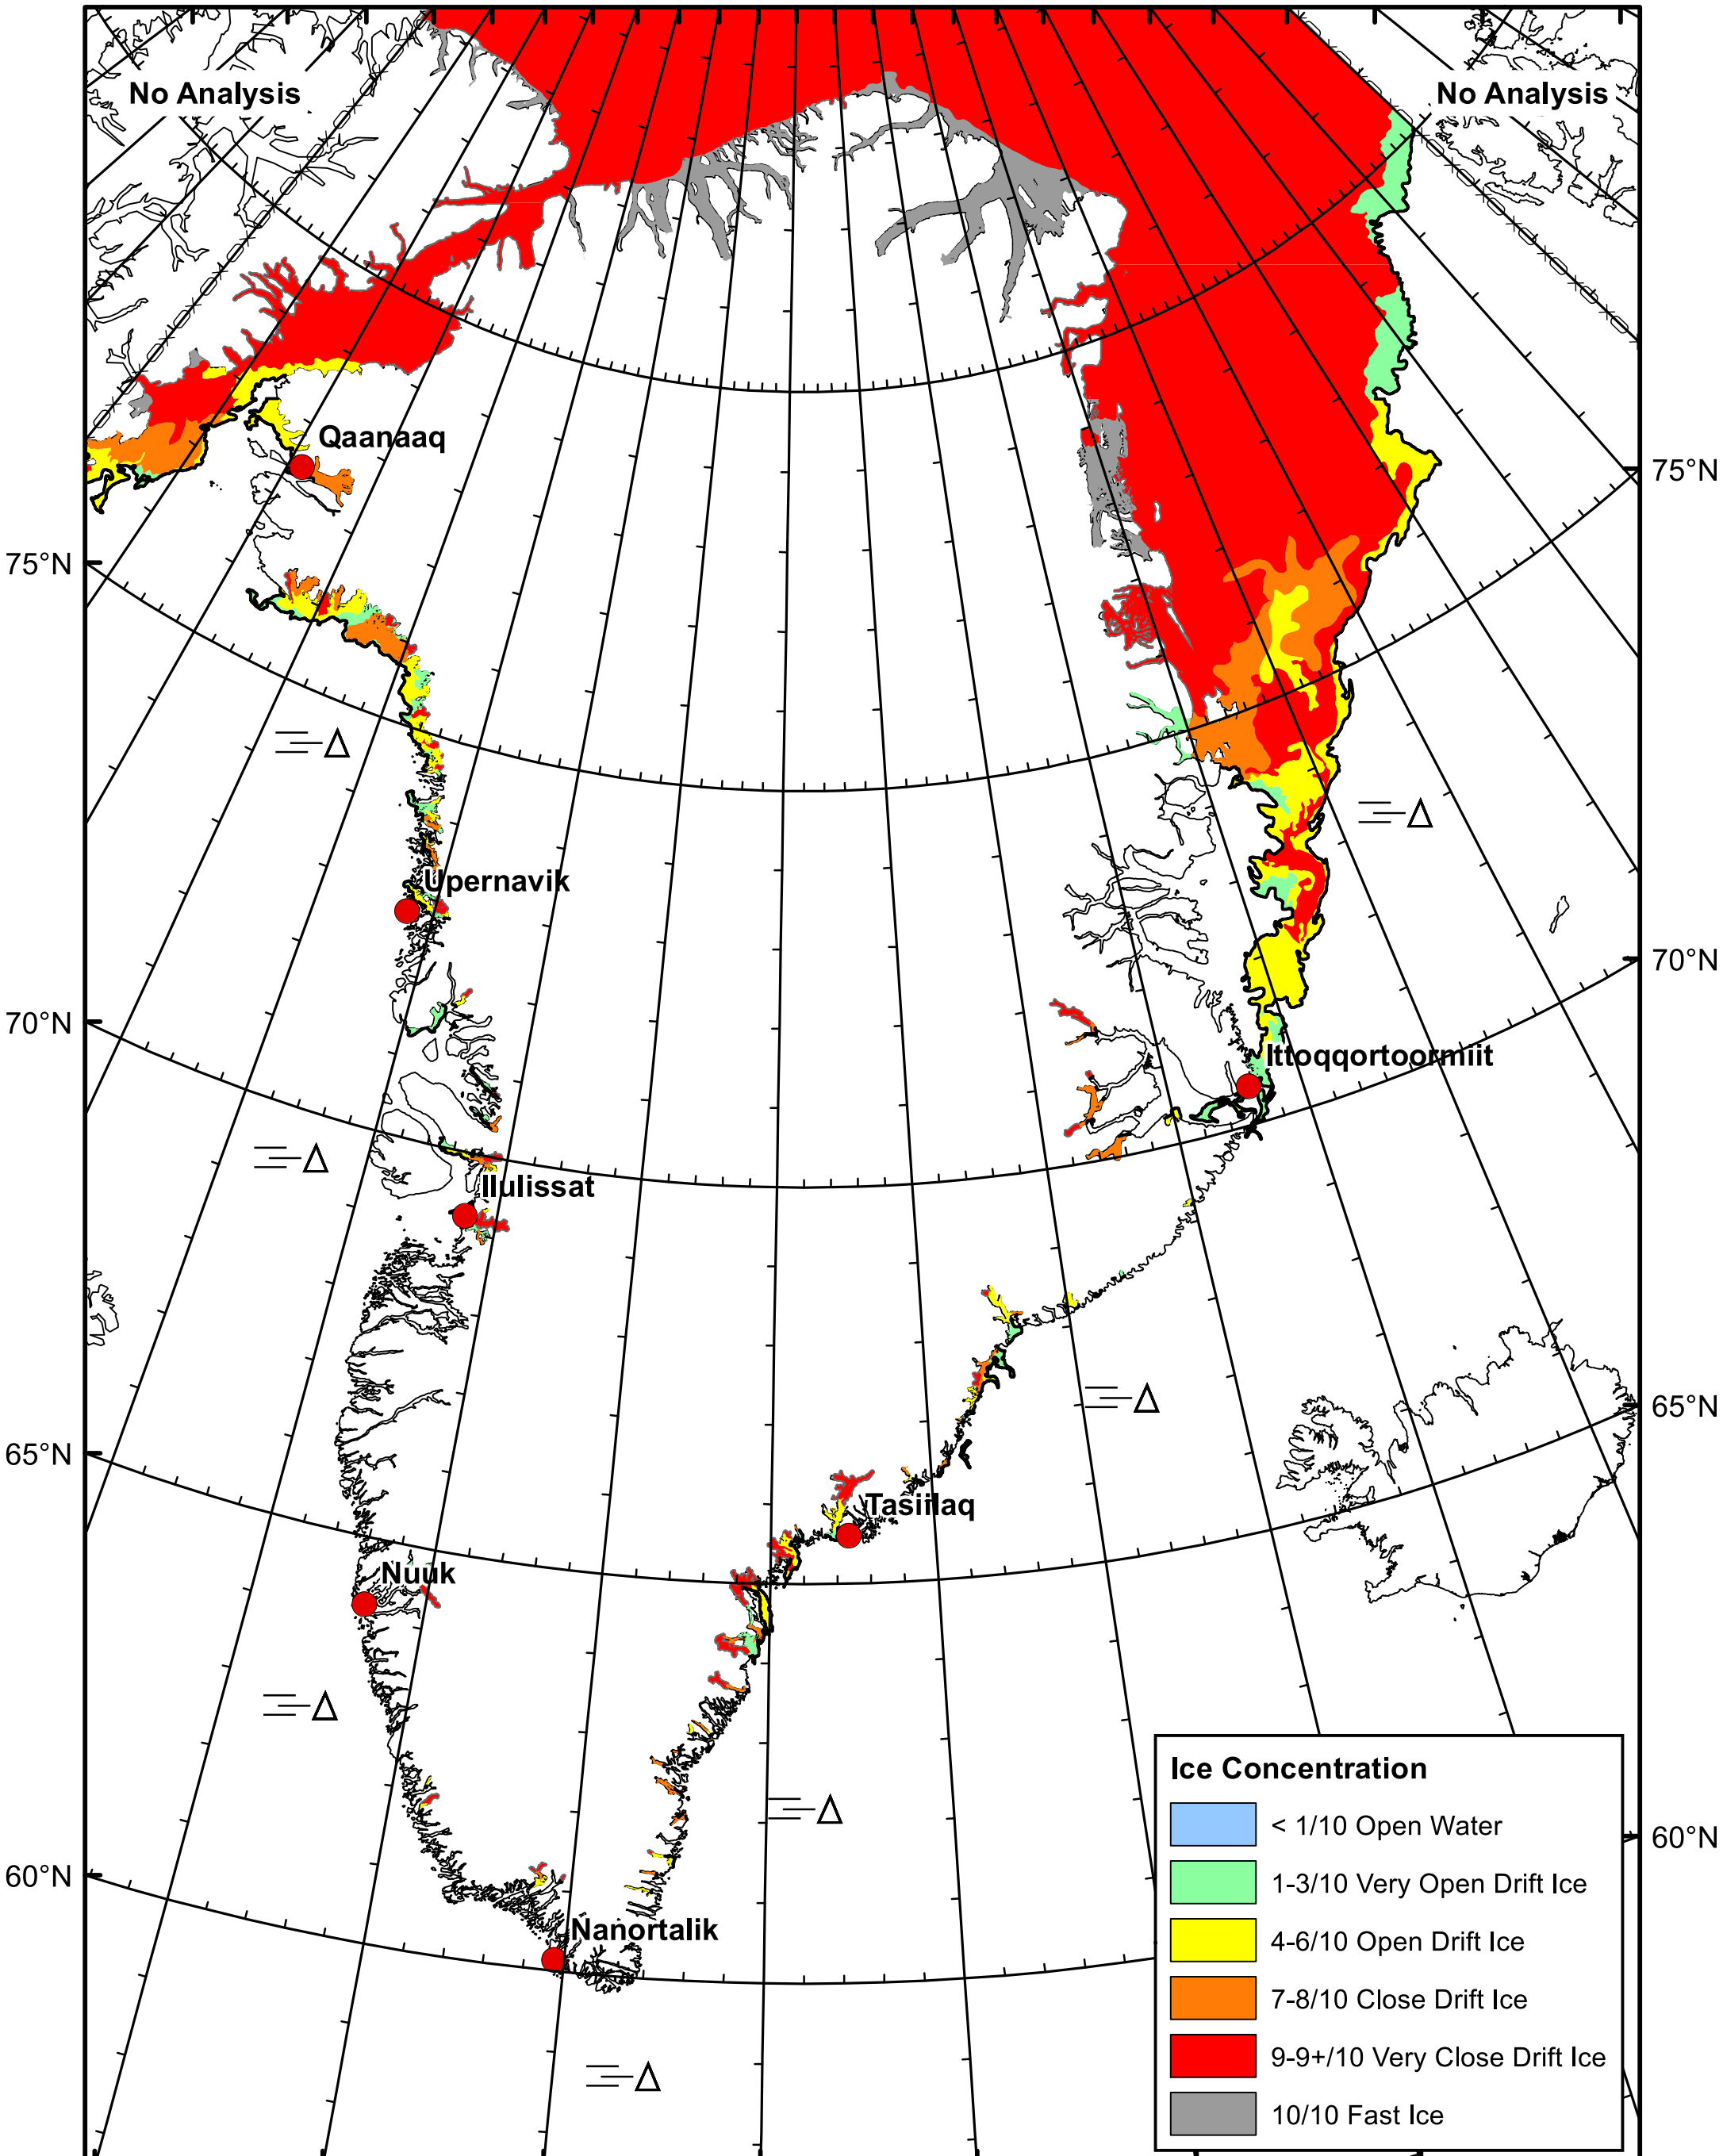 No Analysis
No Analysis
Qaanaaq
75°N
75°N
Upernavik
70°N
70°N
Ittoqqortoormiit
Ilulissat
65°N
65°N
Tasiilaq
Nuuk
60°N
60°N
Nanortalik
Ice Concentration
< 1/10 Open Water
1-3/10 Very Open Drift Ice
4-6/10 Open Drift Ice
7-8/10 Close Drift Ice
9-9+/10 Very Close Drift Ice
10/10 Fast Ice